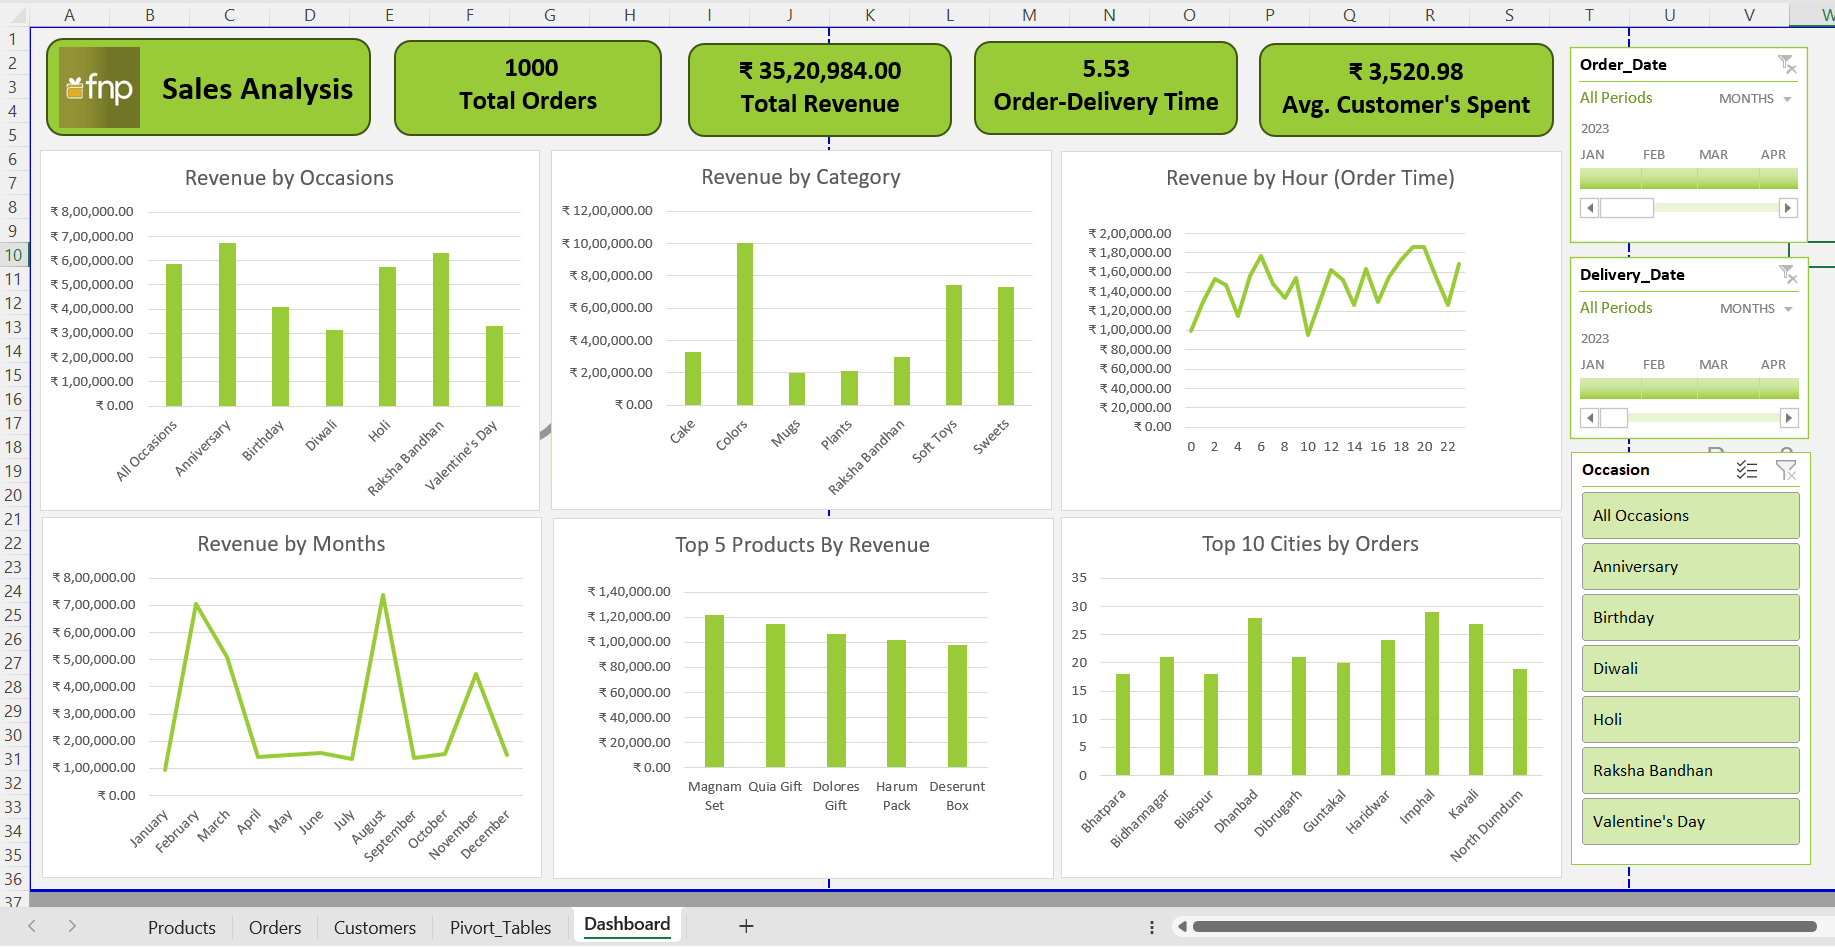 A B C D E F G H I J K L M N O P Q R S T U V W
1
2
3
4
5
6
7
8
9
10
11
12
13
14
15
16
17
18
19
20
21
22
23
24
25
26
27
28
29
30
31
32
33
34
35
36
37
fnp Sales Analysis
1000
Total Orders
₹ 35,20,984.00
Total Revenue
5.53
Order-Delivery Time
₹ 3,520.98
Avg. Customer's Spent
Revenue by Occasions
₹ 8,00,000.00
₹ 7,00,000.00
₹ 6,00,000.00
₹ 5,00,000.00
₹ 4,00,000.00
₹ 3,00,000.00
₹ 2,00,000.00
₹ 1,00,000.00
₹ 0.00
All Occasions
Anniversary
Birthday
Diwali
Holi
Raksha Bandhan
Valentine's Day
Revenue by Category
₹ 12,00,000.00
₹ 10,00,000.00
₹ 8,00,000.00
₹ 6,00,000.00
₹ 4,00,000.00
₹ 2,00,000.00
₹ 0.00
Cake
Colors
Mugs
Plants
Raksha Bandhan
Soft Toys
Sweets
Revenue by Hour (Order Time)
₹ 2,00,000.00
₹ 1,80,000.00
₹ 1,60,000.00
₹ 1,40,000.00
₹ 1,20,000.00
₹ 1,00,000.00
₹ 80,000.00
₹ 60,000.00
₹ 40,000.00
₹ 20,000.00
₹ 0.00
0 2 4 6 8 10 12 14 16 18 20 22
Revenue by Months
₹ 8,00,000.00
₹ 7,00,000.00
₹ 6,00,000.00
₹ 5,00,000.00
₹ 4,00,000.00
₹ 3,00,000.00
₹ 2,00,000.00
₹ 1,00,000.00
₹ 0.00
January
February
March
April
May
June
July
August
September
October
November
December
Top 5 Products By Revenue
₹ 1,40,000.00
₹ 1,20,000.00
₹ 1,00,000.00
₹ 80,000.00
₹ 60,000.00
₹ 40,000.00
₹ 20,000.00
₹ 0.00
Magnam Quia Gift Dolores Harum Deserunt
Set Gift Pack Box
Top 10 Cities by Orders
35
30
25
20
15
10
5
0
Bhatpara
Bidhannagar
Bilaspur
Dhanbad
Dibrugarh
Guntakal
Haridwar
Imphal
Kavali
North Dumdum
Order_Date
All Periods MONTHS
2023
JAN FEB MAR APR
Delivery_Date
All Periods MONTHS
2023
JAN FEB MAR APR
Occasion
All Occasions
Anniversary
Birthday
Diwali
Holi
Raksha Bandhan
Valentine's Day
Products Orders Customers Pivort_Tables Dashboard